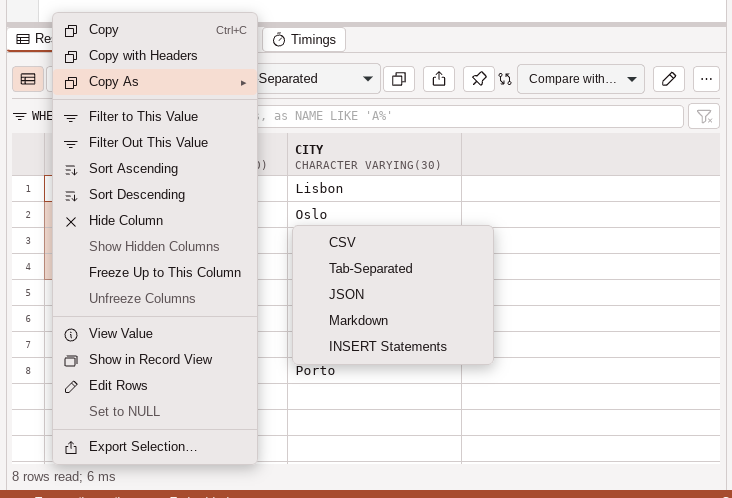 Copy Ctrl+C
Timings
Copy with Headers
Copy As
Separated
Compare with...
Filter to This Value
, as NAME LIKE 'A%'
Filter Out This Value
Sort Ascending
Sort Descending
Hide Column
Show Hidden Columns
Freeze Up to This Column
Unfreeze Columns
View Value
Show in Record View
Edit Rows
Set to NULL
Export Selection...
CITY
CHARACTER VARYING(30)
1 Lisbon
2 Oslo
3
4
5
6
7
8 Porto
CSV
Tab-Separated
JSON
Markdown
INSERT Statements
8 rows read; 6 ms